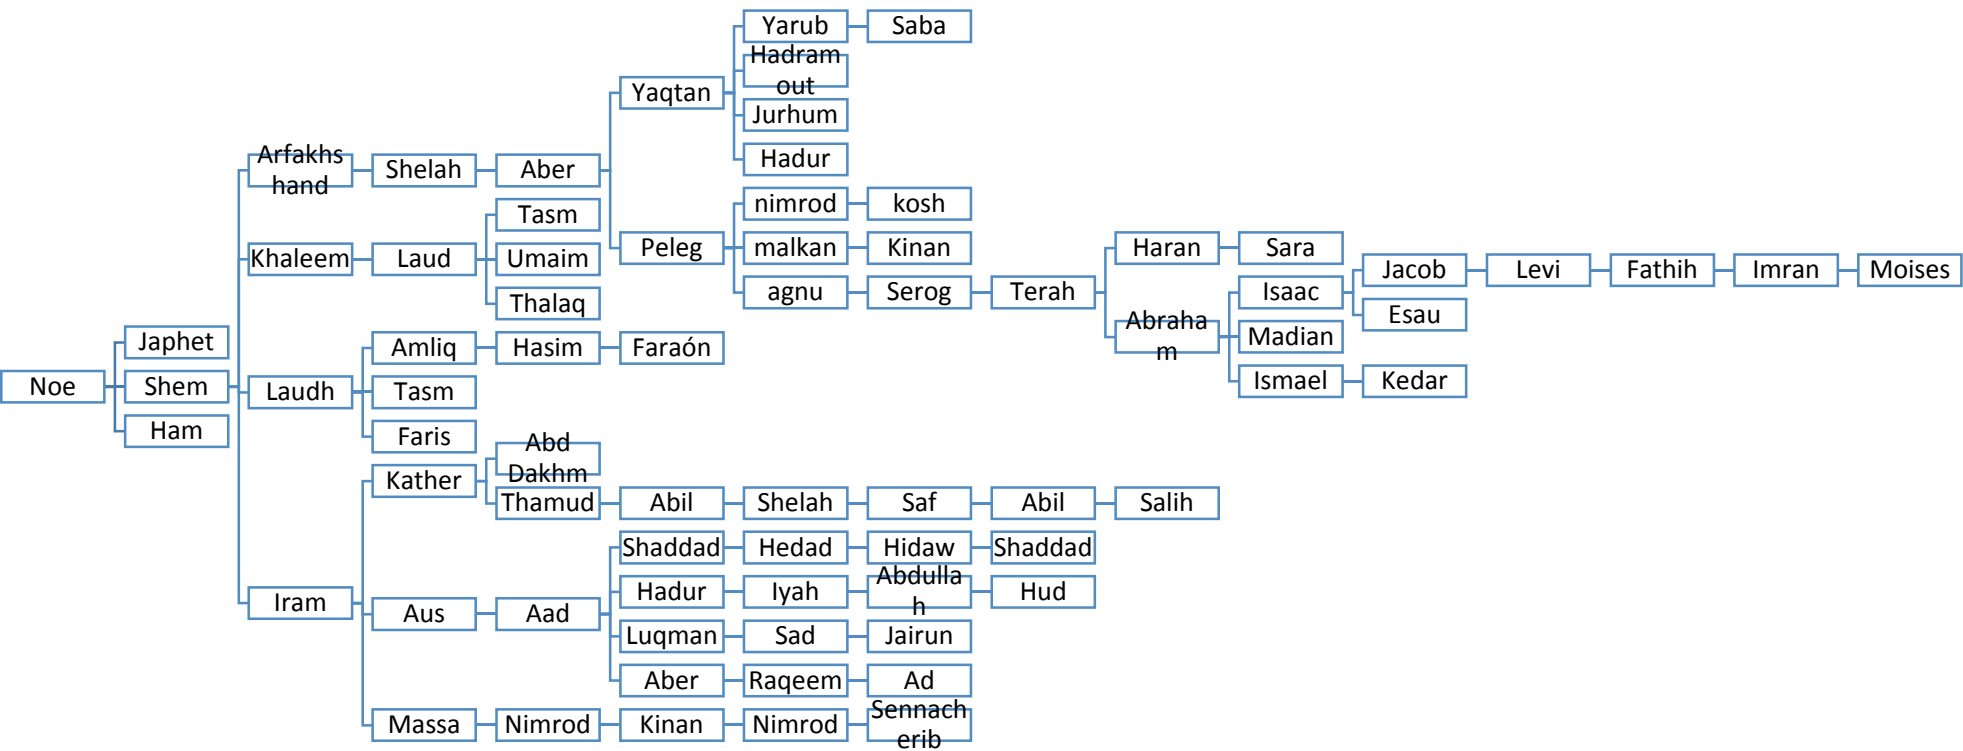 Yarub
Saba
Hadram
out
Yaqtan
Jurhum
Hadur
Arfakhs
hand
Shelah
Aber
Tasm
nimrod
kosh
Khaleem
Laud
Umaim
Peleg
malkan
Kinan
Haran
Sara
Thalaq
agnu
Serog
Terah
Isaac
Jacob
Levi
Fathih
Imran
Moises
Esau
Abraha
m
Madian
Ismael
Kedar
Japhet
Amliq
Hasim
Faraón
Noe
Shem
Laudh
Tasm
Ham
Faris
Kather
Abd
Dakhm
Thamud
Abil
Shelah
Saf
Abil
Salih
Shaddad
Hedad
Hidaw
Shaddad
Iram
Hadur
Iyah
Abdulla
h
Hud
Aus
Aad
Luqman
Sad
Jairun
Aber
Raqeem
Ad
Massa
Nimrod
Kinan
Nimrod
Sennach
erib